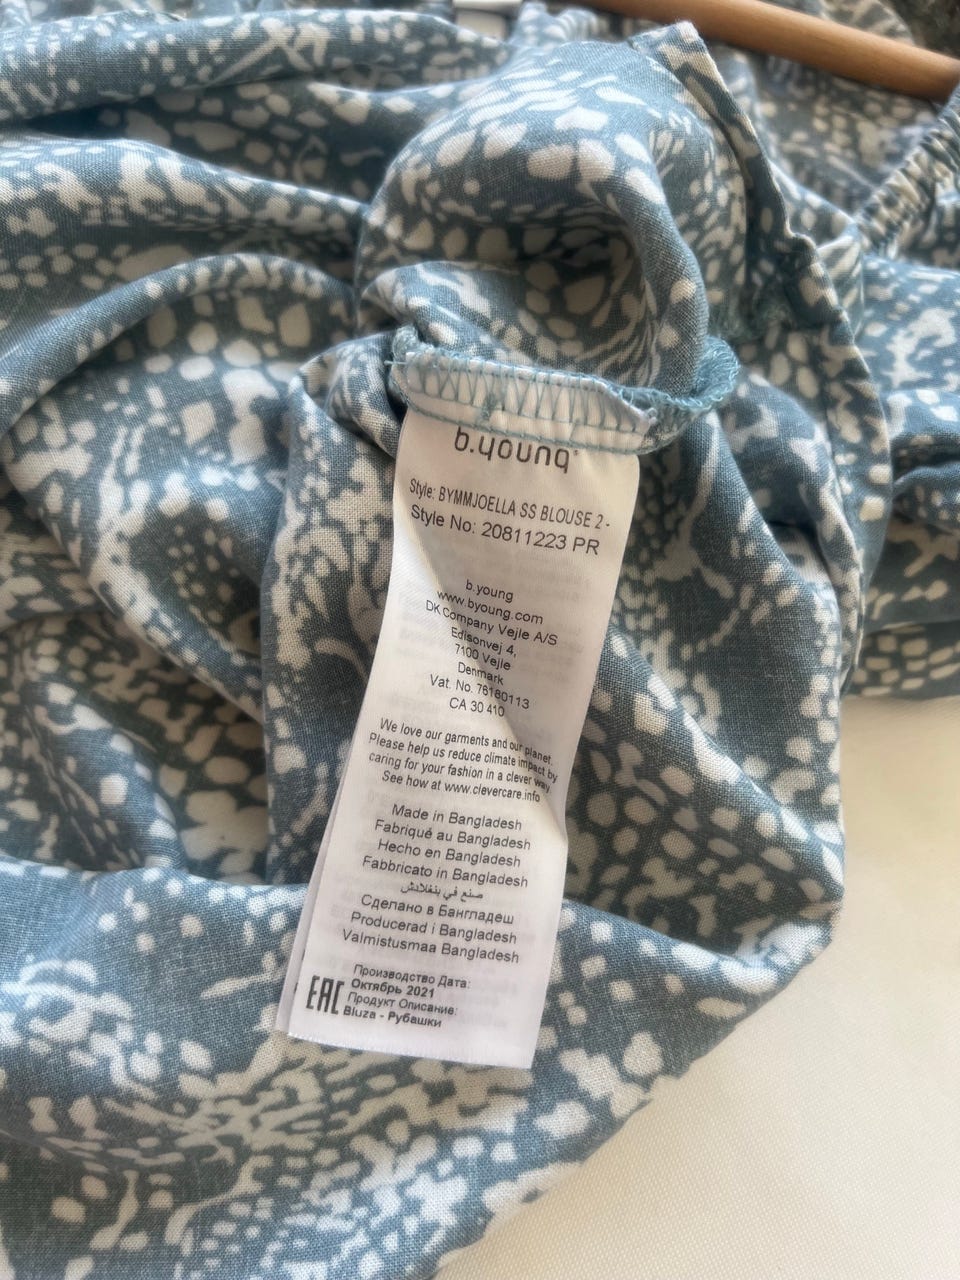 b.young®
Style: BYMMJOELLA SS BLOUSE 2 -
Style No: 20811223 PR
b.young
www.byoung.com
DK Company Vejle A/S
Edisonvej 4,
7100 Vejle
Denmark
Vat. No. 76180113
CA 30 410
We love our garments and our planet.
Please help us reduce climate impact by
caring for your fashion in a clever way.
See how at www.clevercare.info
Made in Bangladesh
Fabriqué au Bangladesh
Hecho en Bangladesh
Fabbricato in Bangladesh
صنع في بنغلادش
Сделано в Бангладеш
Producerad i Bangladesh
Valmistusmaa Bangladesh
EAC
Производство Дата:
Октябрь 2021
Продукт Описание:
Bluza - Рубашки